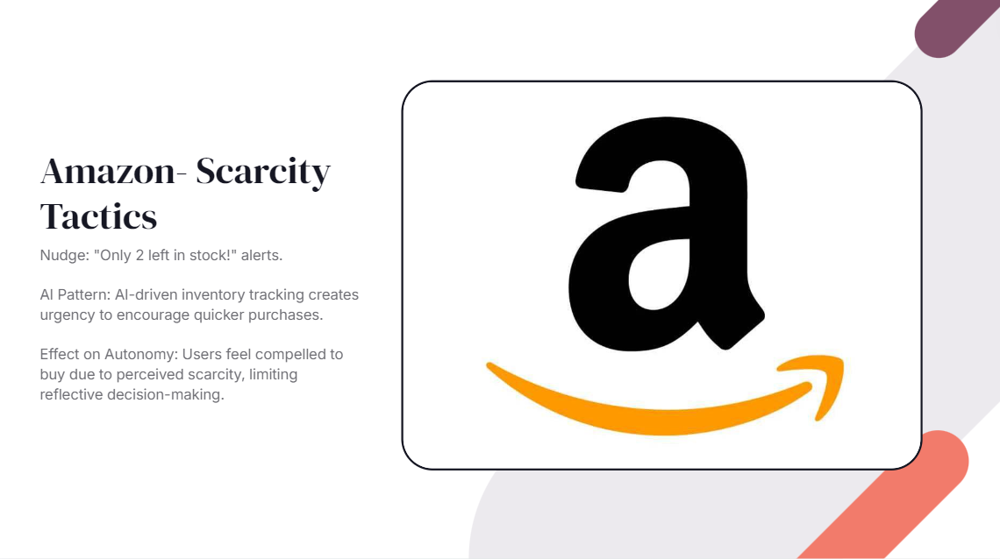 Amazon- Scarcity
Tactics
Nudge: "Only 2 left in stock!" alerts.
AI Pattern: AI-driven inventory tracking creates
urgency to encourage quicker purchases.
Effect on Autonomy: Users feel compelled to
buy due to perceived scarcity, limiting
reflective decision-making.
a